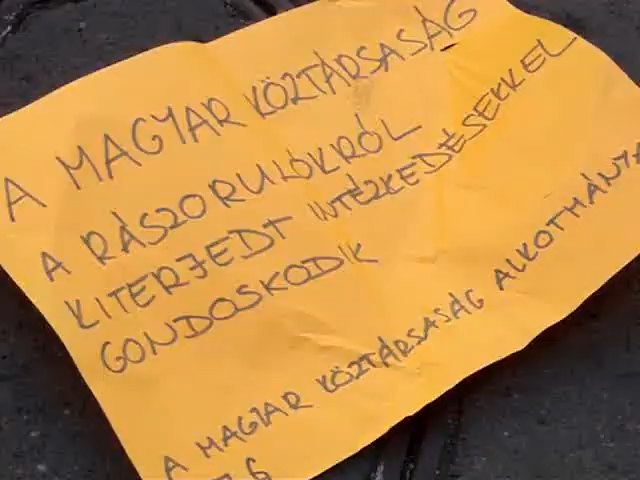 A MAGYAR KÖZTÁRSASÁG
A RÁSZORULÓKRÓL
KITERJEDT INTÉZKEDÉSEKKEL
GONDOSKODIK
A MAGYAR KÖZTÁRSASÁG ALKOTMÁNYA